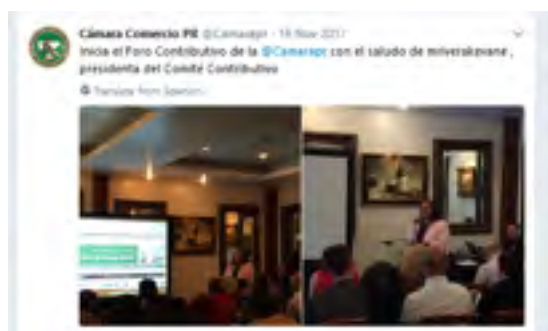 Cámara Comercio PR @Camarapr · 16 Nov 2017
Inicia el Foro Contributivo de la @Camarapr con el saludo de mriverakevane ,
presidenta del Comité Contributivo
Translate from Spanish